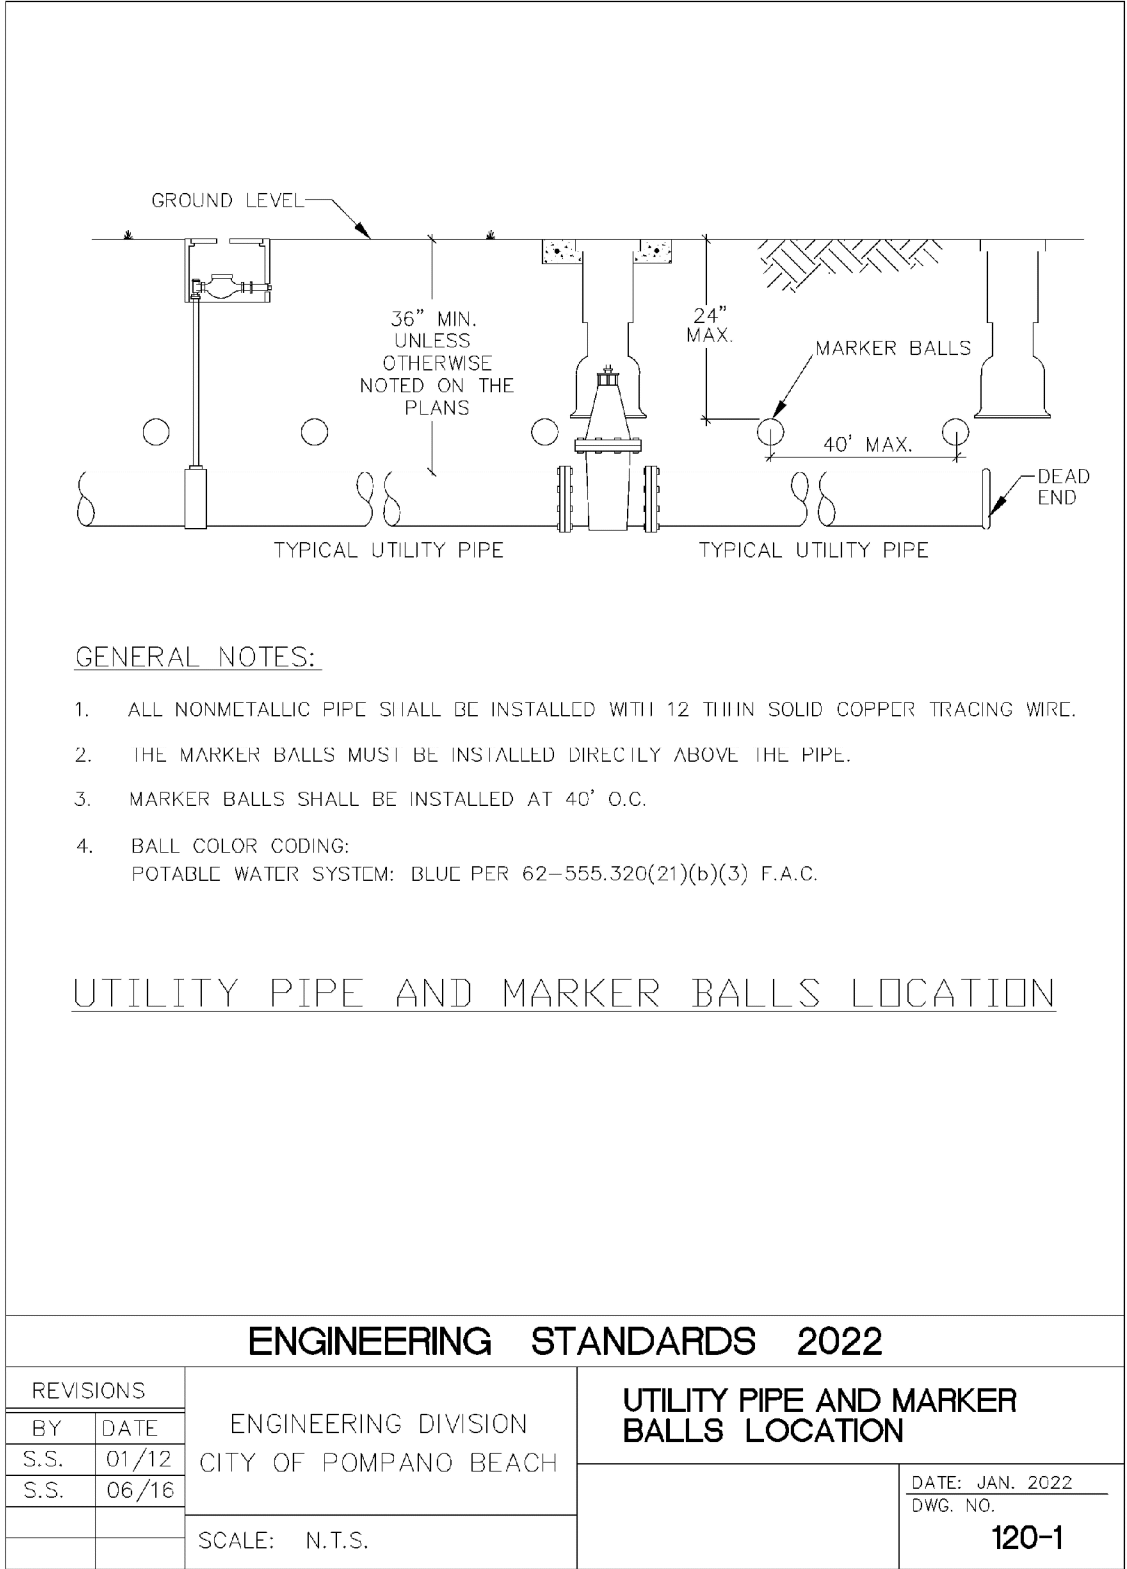 GROUND LEVEL
36" MIN.
UNLESS
OTHERWISE
NOTED ON THE
PLANS
24"
MAX.
MARKER BALLS
40' MAX.
DEAD
END
TYPICAL UTILITY PIPE
TYPICAL UTILITY PIPE
GENERAL NOTES:
1. ALL NONMETALLIC PIPE SHALL BE INSTALLED WITH 12 THHN SOLID COPPER TRACING WIRE.
2. THE MARKER BALLS MUST BE INSTALLED DIRECTLY ABOVE THE PIPE.
3. MARKER BALLS SHALL BE INSTALLED AT 40' O.C.
4. BALL COLOR CODING:
POTABLE WATER SYSTEM: BLUE PER 62-555.320(21)(b)(3) F.A.C.
UTILITY PIPE AND MARKER BALLS LOCATION
ENGINEERING STANDARDS 2022
REVISIONS
BY DATE
S.S. 01/12
S.S. 06/16
ENGINEERING DIVISION
CITY OF POMPANO BEACH
SCALE: N.T.S.
UTILITY PIPE AND MARKER
BALLS LOCATION
DATE: JAN. 2022
DWG. NO.
120-1